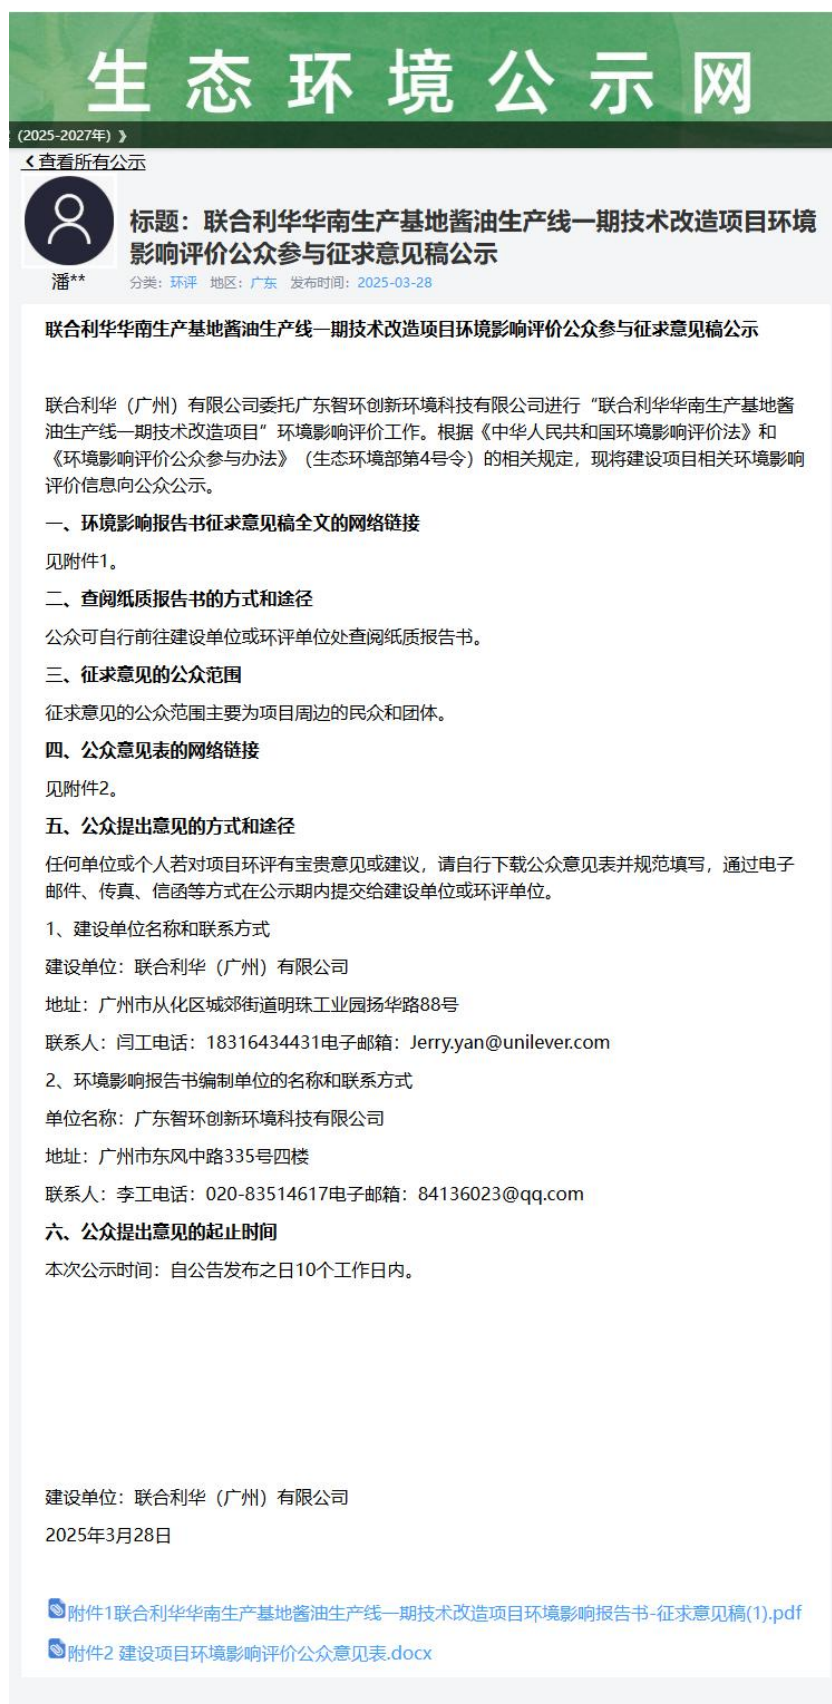 生态环境公示网
(2025-2027年) 》
查看所有公示
标题：联合利华华南生产基地酱油生产线一期技术改造项目环境
影响评价公众参与征求意见稿公示
潘**
分类：环评 地区：广东 发布时间：2025-03-28
联合利华华南生产基地酱油生产线一期技术改造项目环境影响评价公众参与征求意见稿公示
联合利华（广州）有限公司委托广东智环创新环境科技有限公司进行“联合利华华南生产基地酱
油生产线一期技术改造项目”环境影响评价工作。根据《中华人民共和国环境影响评价法》和
《环境影响评价公众参与办法》（生态环境部第4号令）的相关规定，现将建设项目相关环境影响
评价信息向公众公示。
一、环境影响报告书征求意见稿全文的网络链接
见附件1。
二、查阅纸质报告书的方式和途径
公众可自行前往建设单位或环评单位处查阅纸质报告书。
三、征求意见的公众范围
征求意见的公众范围主要为项目周边的民众和团体。
四、公众意见表的网络链接
见附件2。
五、公众提出意见的方式和途径
任何单位或个人若对项目环评有宝贵意见或建议，请自行下载公众意见表并规范填写，通过电子
邮件、传真、信函等方式在公示期内提交给建设单位或环评单位。
1、建设单位名称和联系方式
建设单位：联合利华（广州）有限公司
地址：广州市从化区城郊街道明珠工业园扬华路88号
联系人：闫工电话：18316434431电子邮箱：Jerry.yan@unilever.com
2、环境影响报告书编制单位的名称和联系方式
单位名称：广东智环创新环境科技有限公司
地址：广州市东风中路335号四楼
联系人：李工电话：020-83514617电子邮箱：84136023@qq.com
六、公众提出意见的起止时间
本次公示时间：自公告发布之日10个工作日内。
建设单位：联合利华（广州）有限公司
2025年3月28日
附件1联合利华华南生产基地酱油生产线一期技术改造项目环境影响报告书-征求意见稿(1).pdf
附件2 建设项目环境影响评价公众意见表.docx